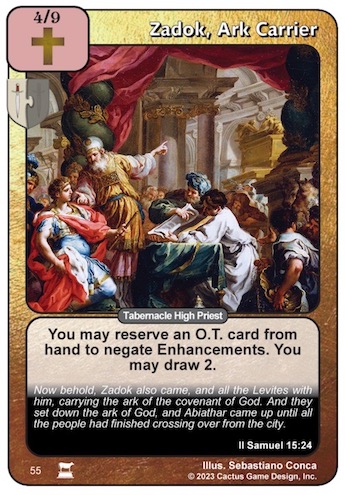 4/9
Zadok, Ark Carrier
Tabernacle High Priest
You may reserve an O.T. card from
hand to negate Enhancements. You
may draw 2.
Now behold, Zadok also came, and all the Levites with
him, carrying the ark of the covenant of God. And they
set down the ark of God, and Abiathar came up until all
the people had finished crossing over from the city.
II Samuel 15:24
55
Illus. Sebastiano Conca
© 2023 Cactus Game Design, Inc.